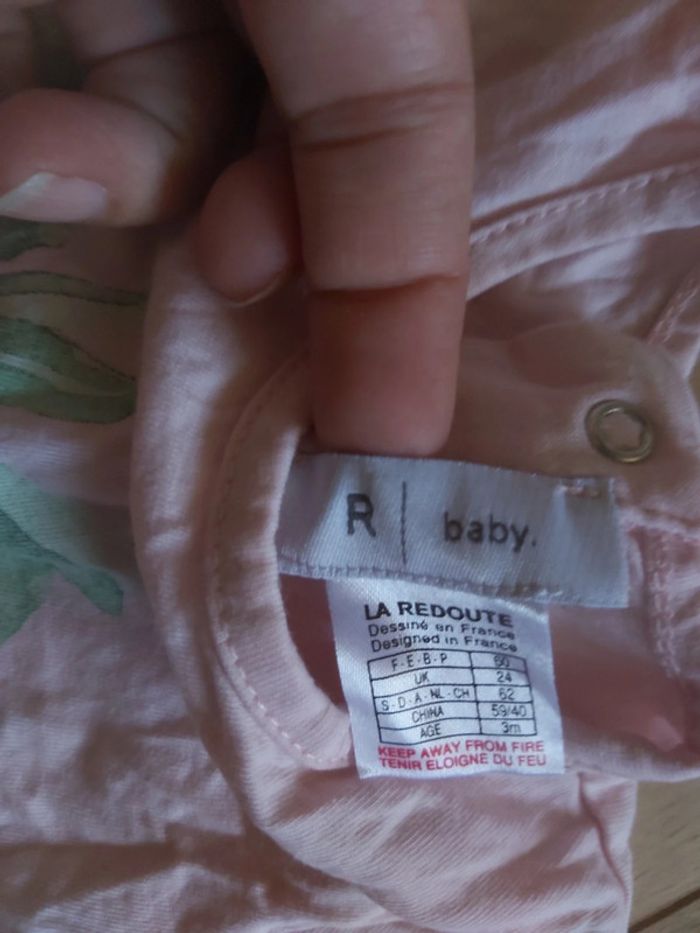 R | baby.
LA REDOUTE
Dessiné en France
Designed in France
F - E - B - P 60
UK 24
S - D - A - NL - CH 62
CHINA 59/40
AGE 3m
KEEP AWAY FROM FIRE
TENIR ELOIGNE DU FEU